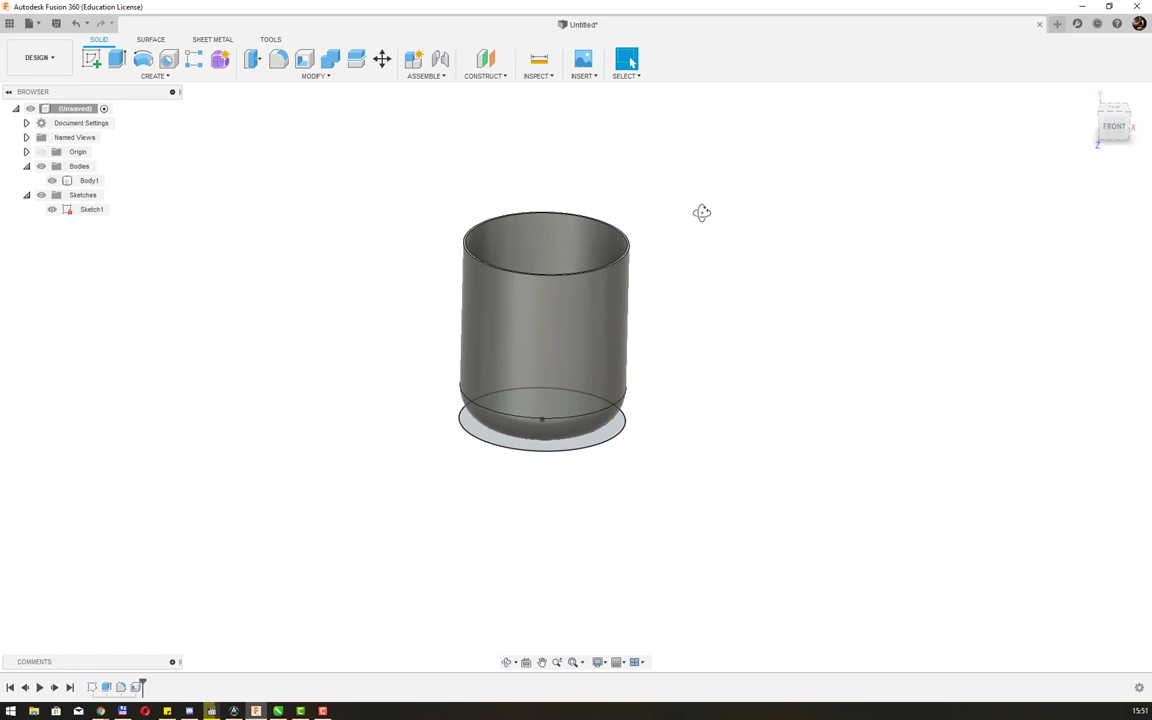 Autodesk Fusion 360 (Education License)
Untitled*
DESIGN
SOLID SURFACE SHEET METAL TOOLS
CREATE MODIFY ASSEMBLE CONSTRUCT INSPECT INSERT SELECT
BROWSER
(Unsaved)
Document Settings
Named Views
Origin
Bodies
Body1
Sketches
Sketch1
Y
FRONT
X
Z
COMMENTS
15:51